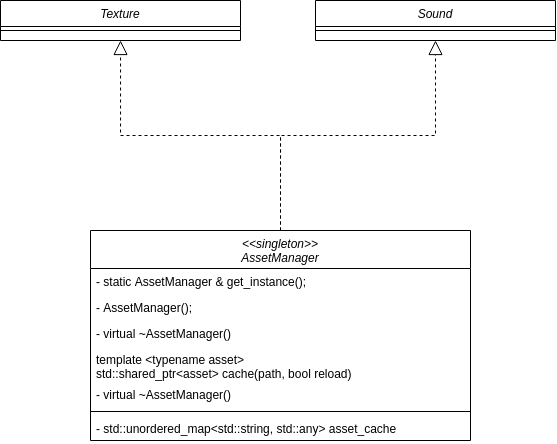 Texture
Sound
<<singleton>>
AssetManager
- static AssetManager & get_instance();
- AssetManager();
- virtual ~AssetManager()
template <typename asset>
std::shared_ptr<asset> cache(path, bool reload)
- virtual ~AssetManager()
- std::unordered_map<std::string, std::any> asset_cache